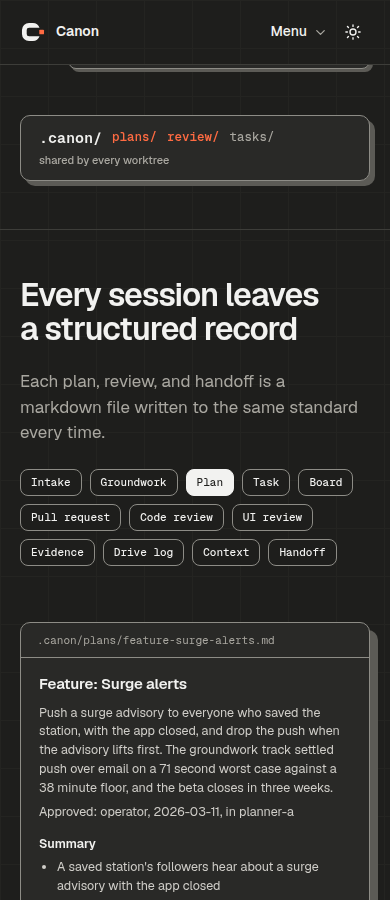 Canon
Menu
.canon/ plans/ review/ tasks/
shared by every worktree
Every session leaves
a structured record
Each plan, review, and handoff is a
markdown file written to the same standard
every time.
Intake Groundwork Plan Task Board
Pull request Code review UI review
Evidence Drive log Context Handoff
.canon/plans/feature-surge-alerts.md
Feature: Surge alerts
Push a surge advisory to everyone who saved the
station, with the app closed, and drop the push when
the advisory lifts first. The groundwork track settled
push over email on a 71 second worst case against a
38 minute floor, and the beta closes in three weeks.
Approved: operator, 2026-03-11, in planner-a
Summary
• A saved station's followers hear about a surge
advisory with the app closed